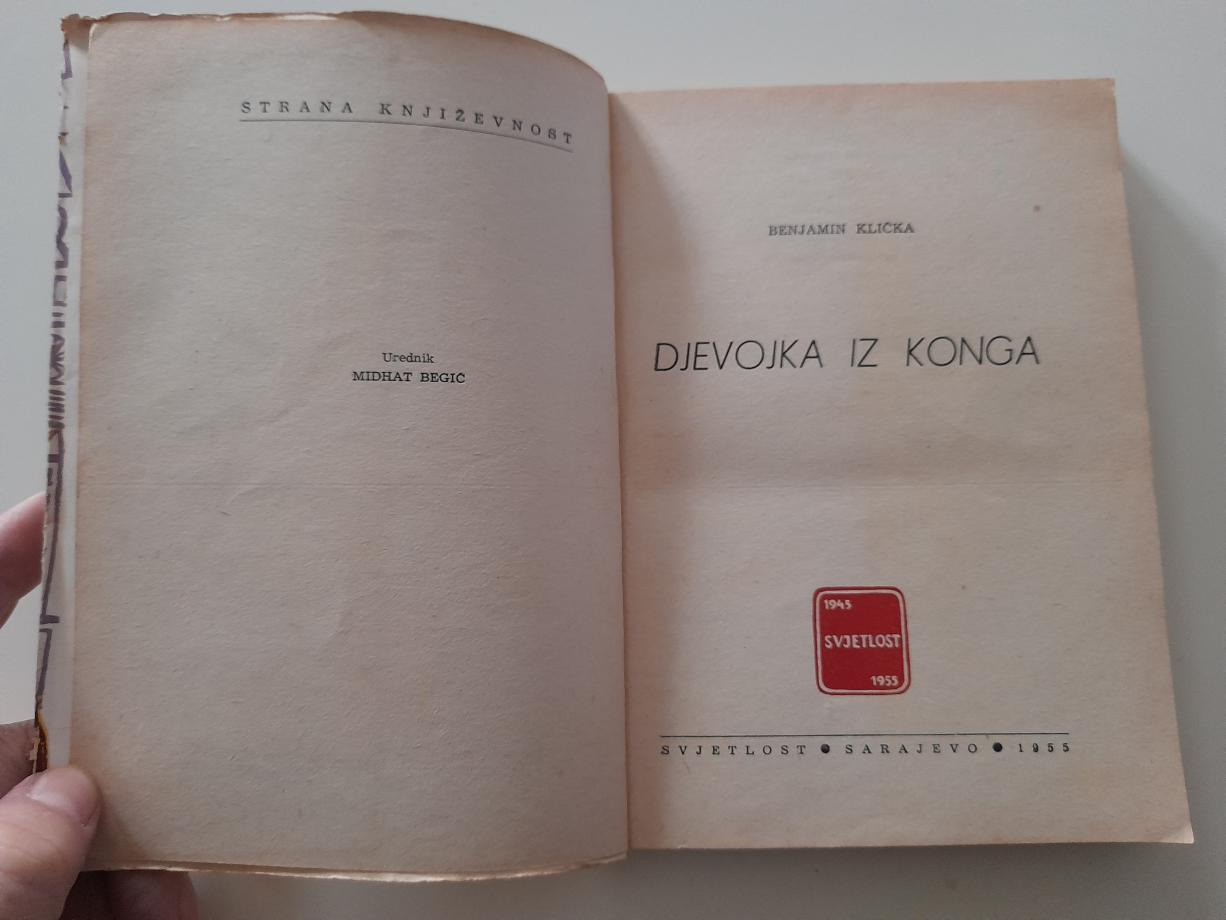 STRANA KNJIŽEVNOST
Urednik
MIDHAT BEGIĆ
BENJAMIN KLIČKA
DJEVOJKA IZ KONGA
1945
SVJETLOST
1955
SVJETLOST ● SARAJEVO ● 1955